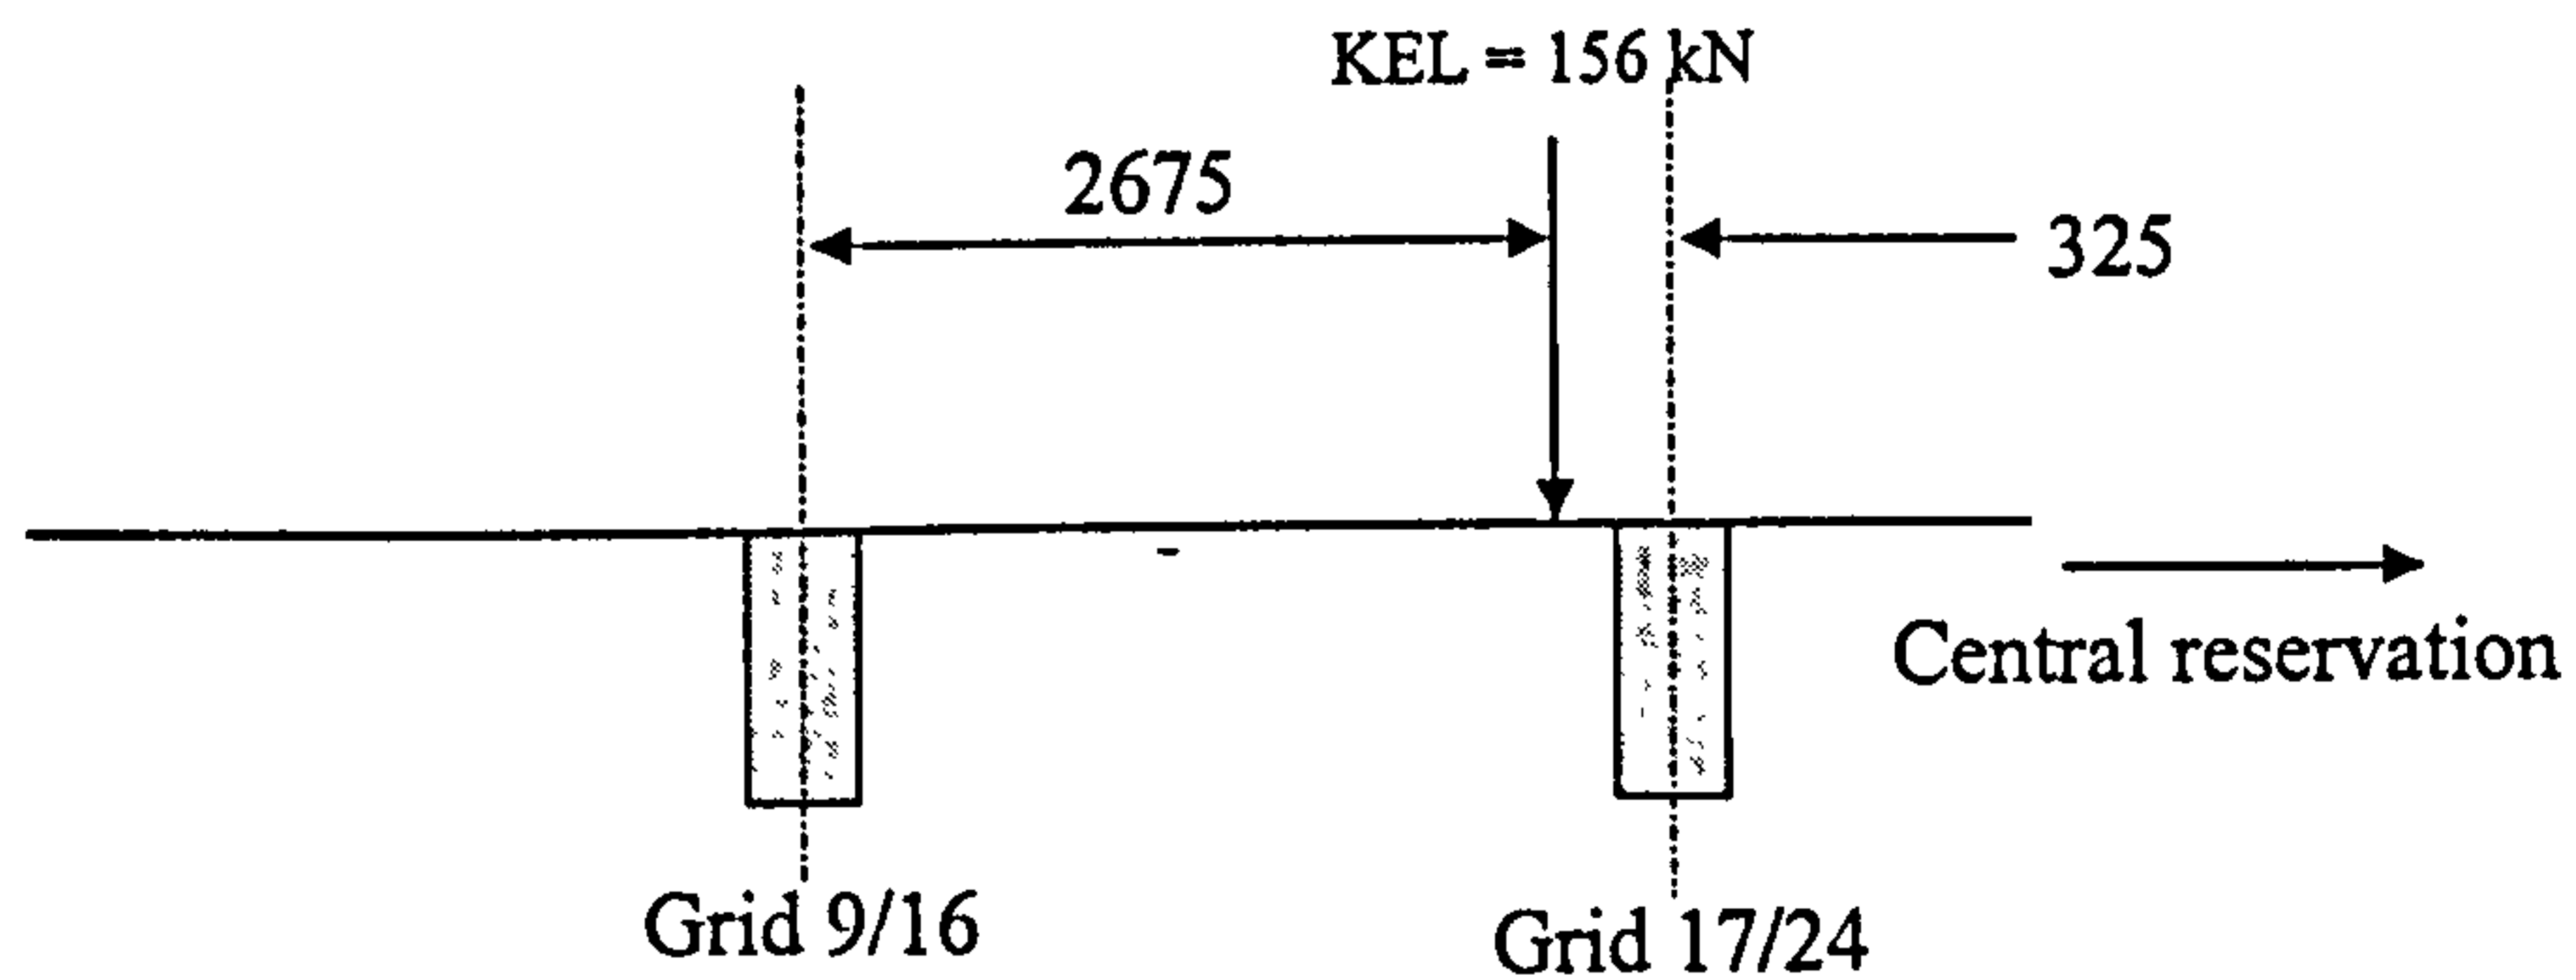 KEL = 156 kN
2675
325
Central reservation
Grid 9/16
Grid 17/24